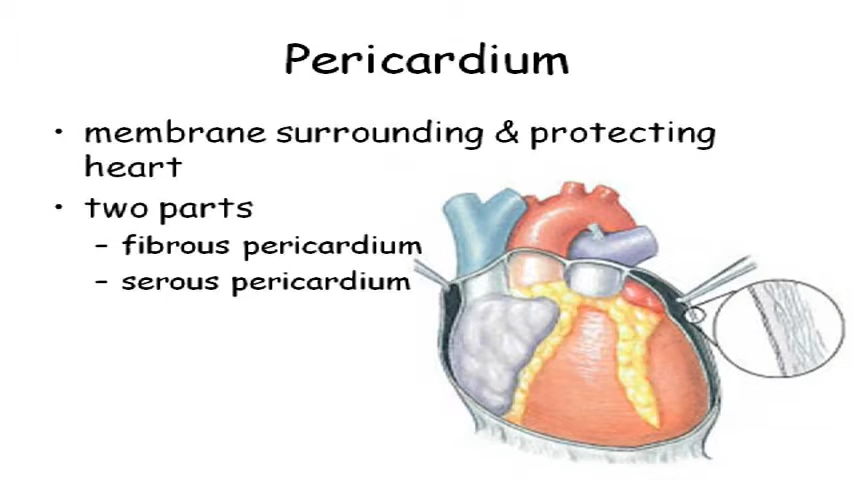 Pericardium
• membrane surrounding & protecting
heart
• two parts
– fibrous pericardium
– serous pericardium